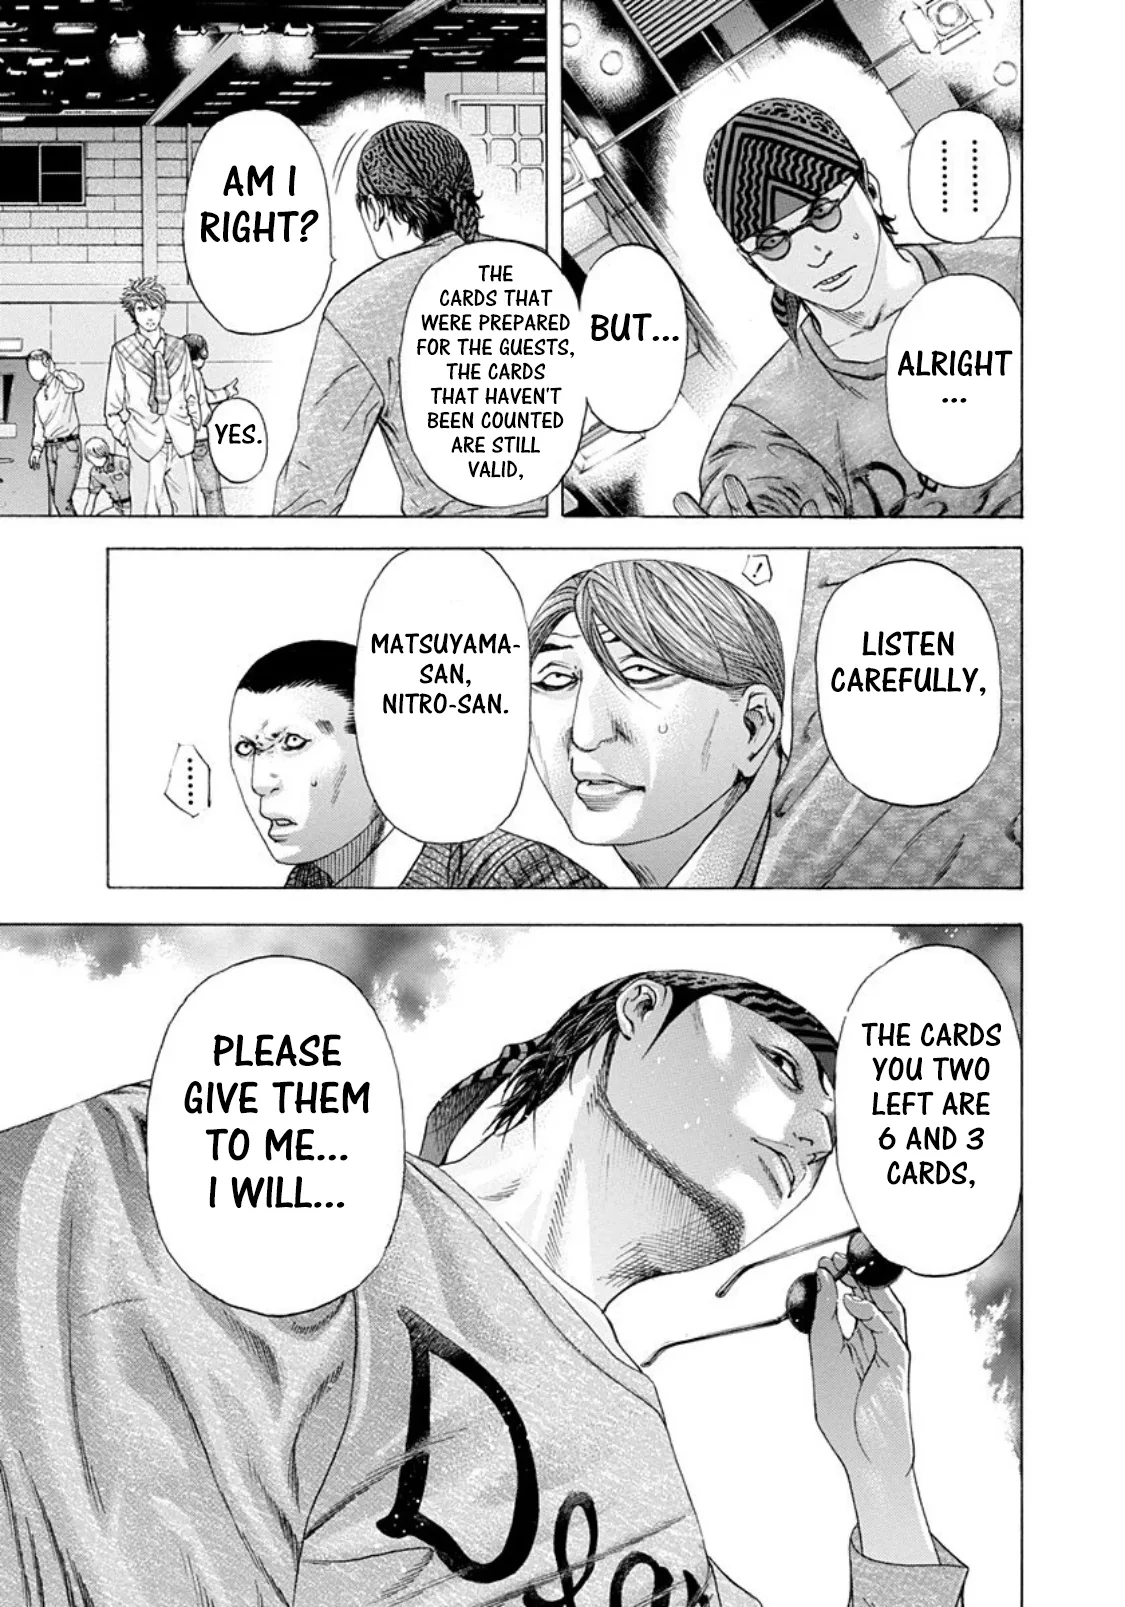 .........
ALRIGHT
...
BUT...
THE
CARDS THAT
WERE PREPARED
FOR THE GUESTS,
THE CARDS
THAT HAVEN'T
BEEN COUNTED
ARE STILL
VALID,
AM I
RIGHT?
YES.
!
LISTEN
CAREFULLY,
MATSUYAMA-
SAN,
NITRO-SAN.
......
THE CARDS
YOU TWO
LEFT ARE
6 AND 3
CARDS,
PLEASE
GIVE THEM
TO ME...
I WILL...